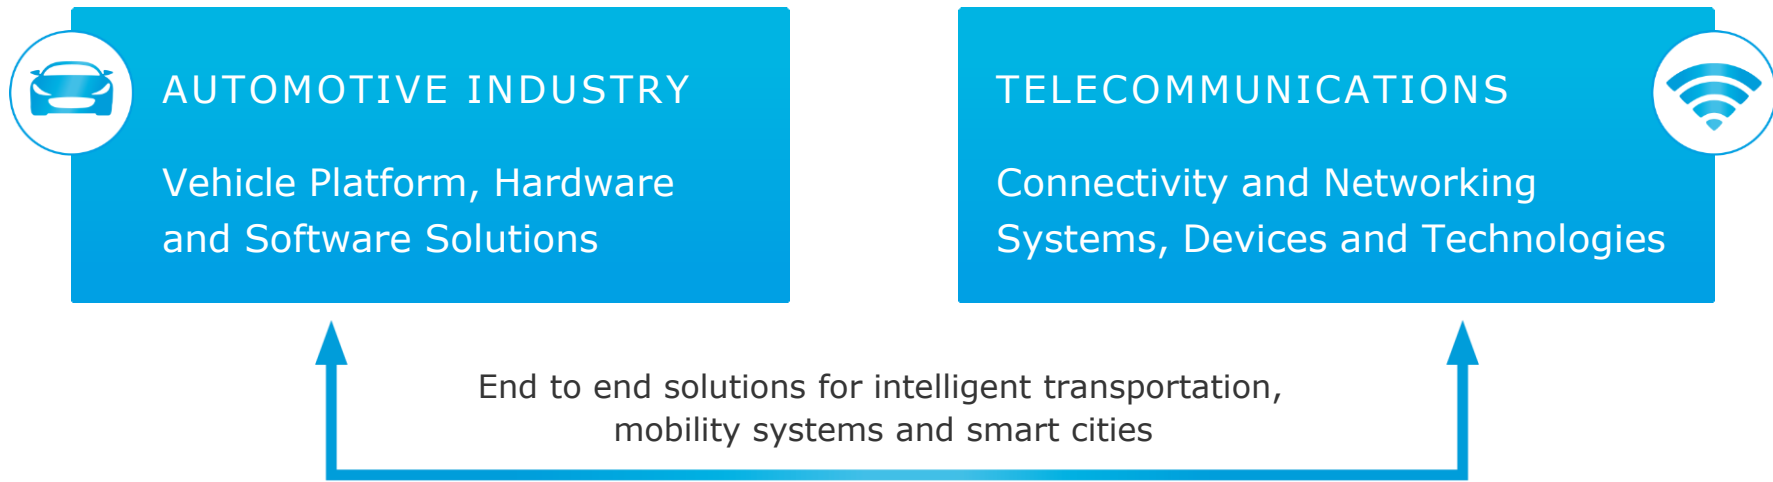 AUTOMOTIVE INDUSTRY
Vehicle Platform, Hardware
and Software Solutions
TELECOMMUNICATIONS
Connectivity and Networking
Systems, Devices and Technologies
End to end solutions for intelligent transportation,
mobility systems and smart cities